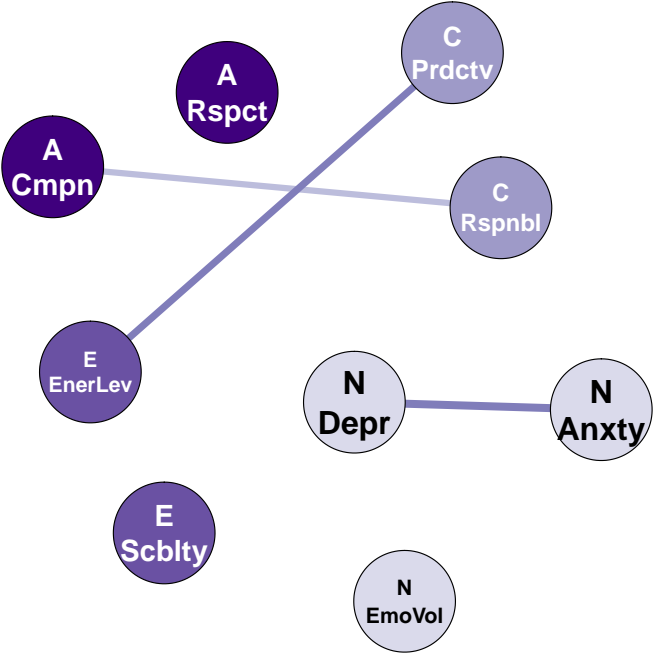 C
Prdctv
A
Rspct
A
Cmpn
C
Rspnbl
E
EnerLev
N
Depr
N
Anxty
E
Scblty
N
EmoVol